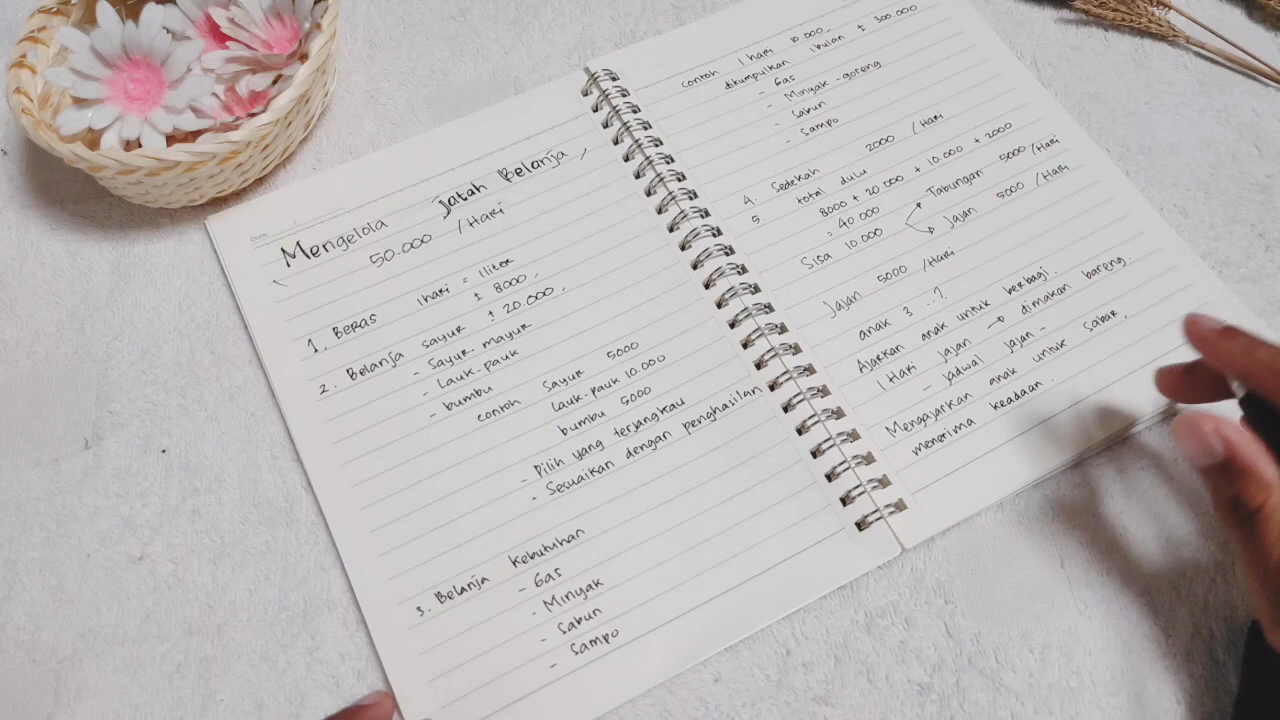 Mengelola Jatah Belanja
50.000 /Hari
1. Beras 1hari = 1liter
± 8000,
2. Belanja sayur ± 20.000,
- Sayur-mayur
- Lauk-pauk
- bumbu
contoh Sayur 5000
Lauk-pauk 10.000
bumbu 5000
- Pilih yang terjangkau
- Sesuaikan dengan penghasilan
3. Belanja kebutuhan
- Gas
- Minyak
- Sabun
- Sampo
contoh 1 hari 10.000,
dikumpulkan 1bulan ± 300.000
- Gas
- Minyak-goreng
- Sabun
- Sampo
4. Sedekah 2000 /Hari
5. total dulu
8000 + 20.000 + 10.000 + 2000
= 40.000
Sisa 10.000 Tabungan 5000 /Hari
Jajan 5000 /Hari
Jajan 5000 /Hari
anak 3 ..?
Ajarkan anak untuk berbagi.
1 Hari jajan → dimakan bareng.
- Jadwal jajan -
Mengajarkan anak untuk sabar,
menerima keadaan.